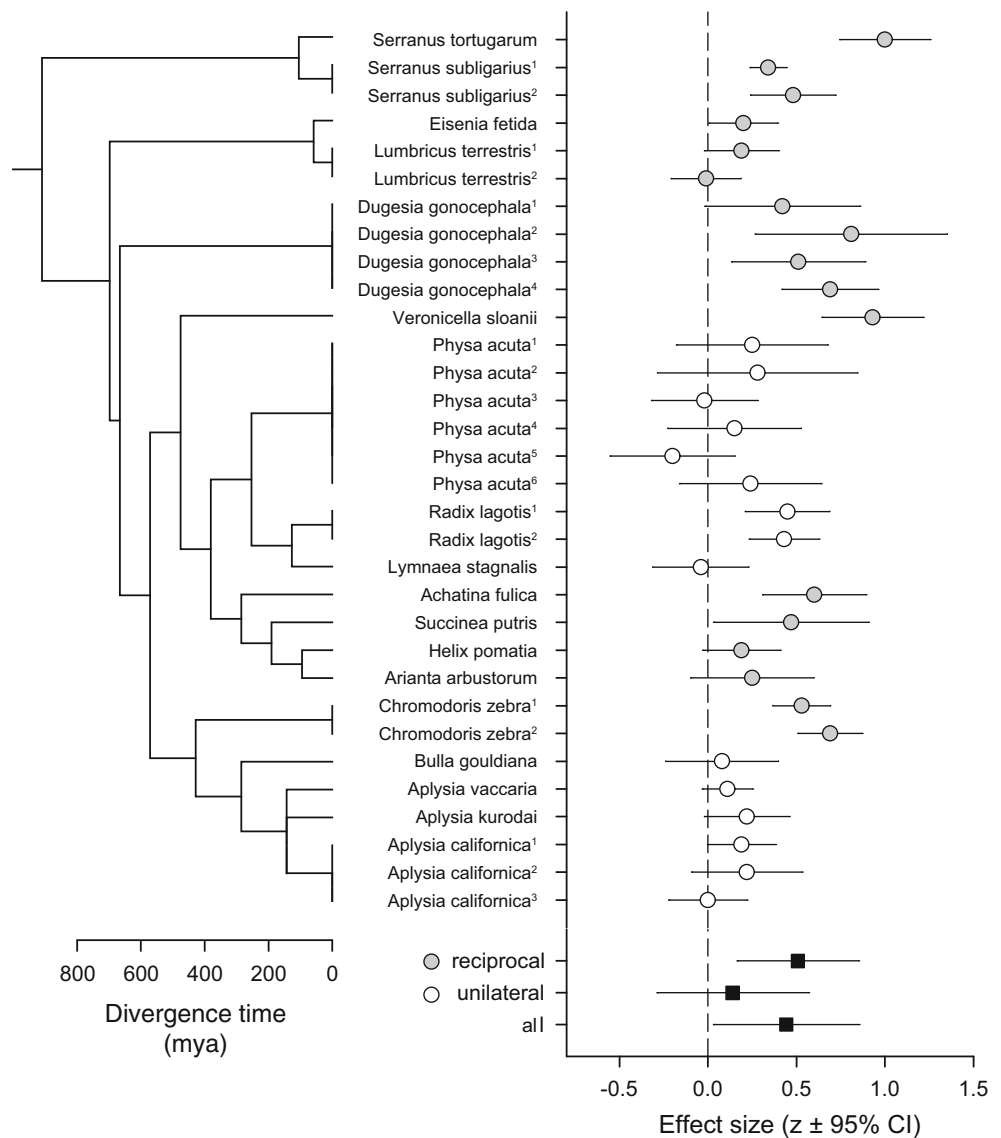 Serranus tortugarum
Serranus subligarius¹
Serranus subligarius²
Eisenia fetida
Lumbricus terrestris¹
Lumbricus terrestris²
Dugesia gonocephala¹
Dugesia gonocephala²
Dugesia gonocephala³
Dugesia gonocephala⁴
Veronicella sloanii
Physa acuta¹
Physa acuta²
Physa acuta³
Physa acuta⁴
Physa acuta⁵
Physa acuta⁶
Radix lagotis¹
Radix lagotis²
Lymnaea stagnalis
Achatina fulica
Succinea putris
Helix pomatia
Arianta arbustorum
Chromodoris zebra¹
Chromodoris zebra²
Bulla gouldiana
Aplysia vaccaria
Aplysia kurodai
Aplysia californica¹
Aplysia californica²
Aplysia californica³
800 600 400 200 0
Divergence time
(mya)
reciprocal
unilateral
all
-0.5 0.0 0.5 1.0 1.5
Effect size (z ± 95% CI)